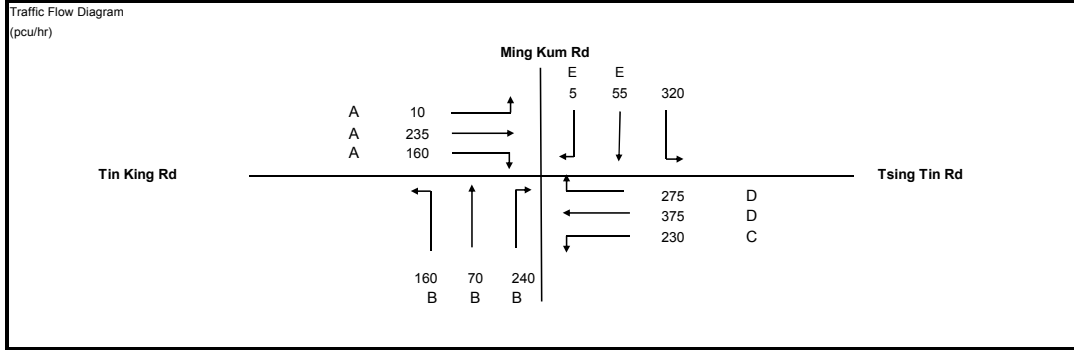 Traffic Flow Diagram
(pcu/hr)
Ming Kum Rd
E E
5 55 320
A 10
A 235
A 160
Tin King Rd
Tsing Tin Rd
275 D
375 D
230 C
160 70 240
B B B